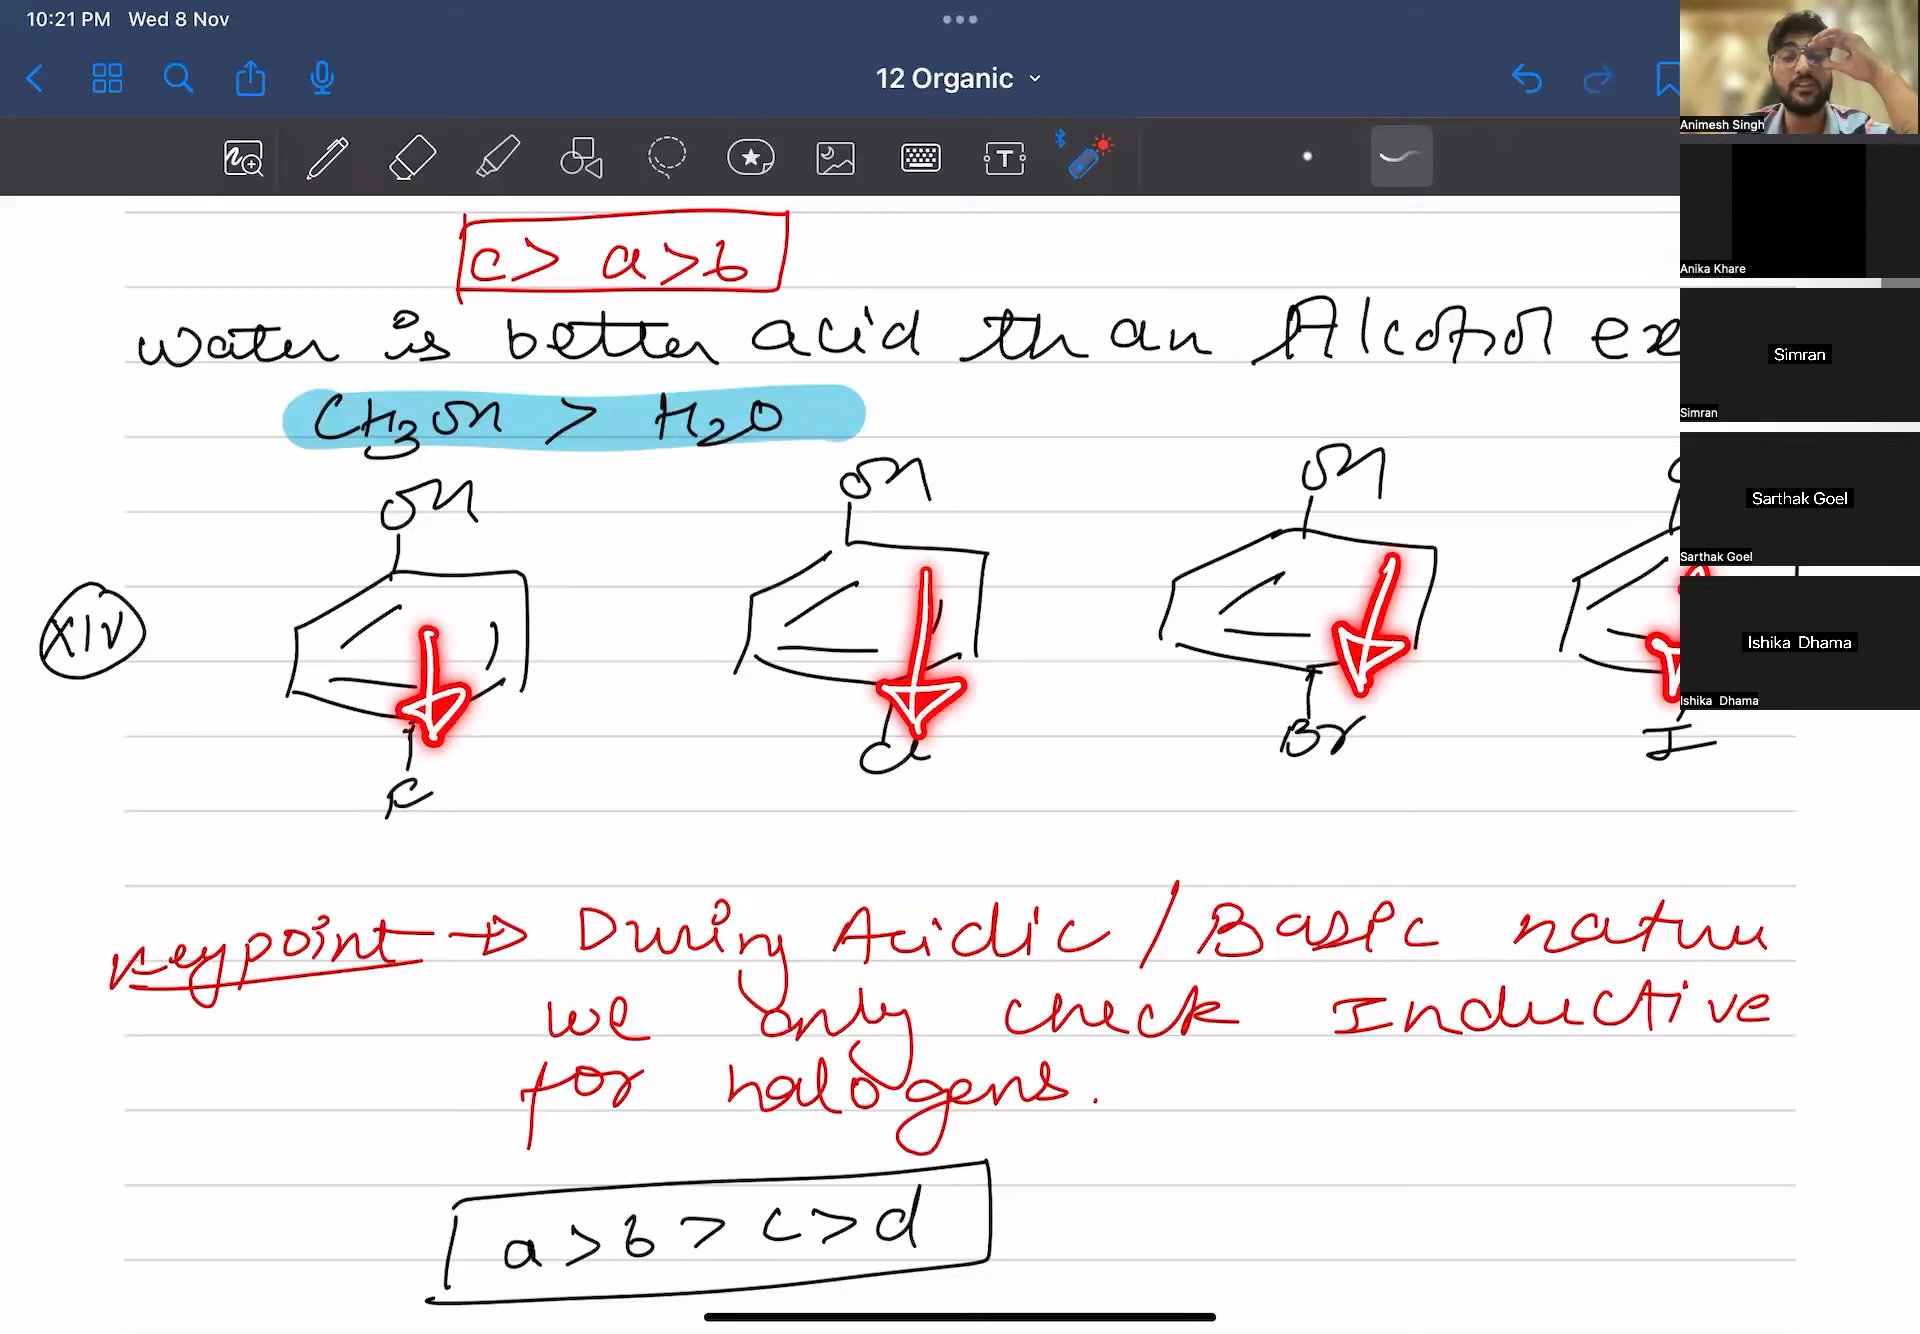 10:21 PM Wed 8 Nov
12 Organic
Animesh Singh
Anika Khare
Simran
Simran
Sarthak Goel
Sarthak Goel
Ishika Dhama
Ishika Dhama
c > a > b
water is better acid than Alcohol ex
CH3OH > H2O
OH
OH
OH
XIV
F
Cl
Br
I
Keypoint → During Acidic / Basic nature
we only check Inductive
for halogens.
a > b > c > d